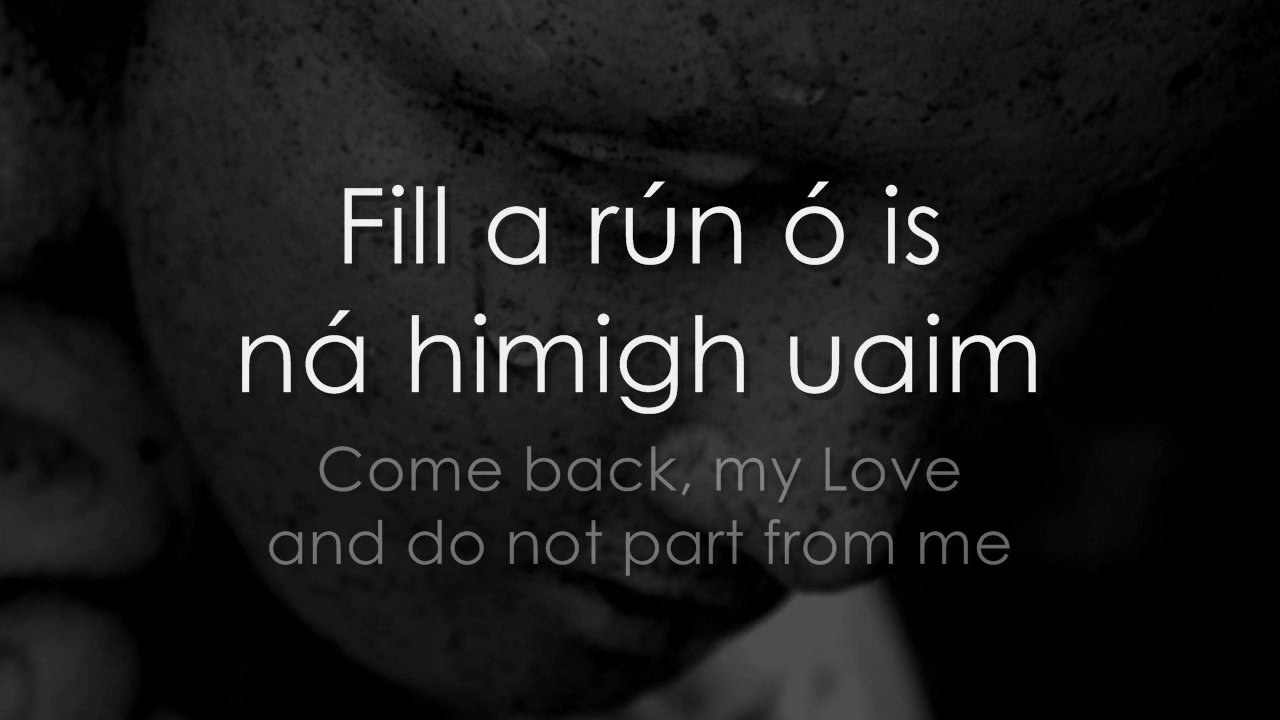 Fill a rún ó is
ná himigh uaim
Come back, my Love
and do not part from me